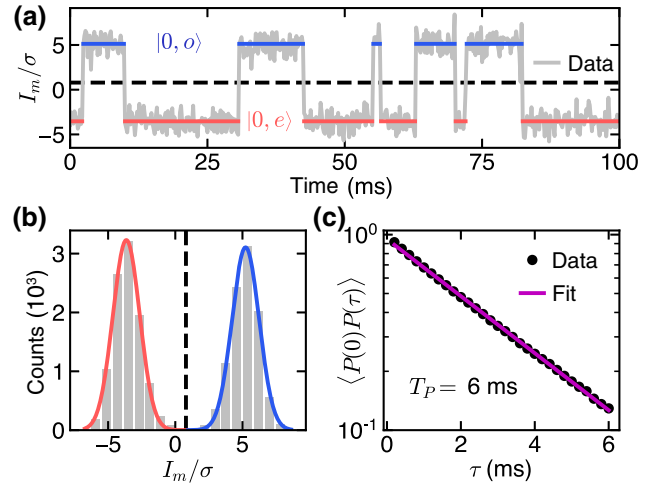 (a)
I_m/σ
5
0
−5
|0, o⟩
|0, e⟩
Data
0 25 50 75 100
Time (ms)
(b)
Counts (10³)
3
2
1
0
−5 0 5
I_m/σ
(c)
⟨P(0)P(τ)⟩
10⁰
10⁻¹
Data
Fit
T_P = 6 ms
0 2 4 6
τ (ms)